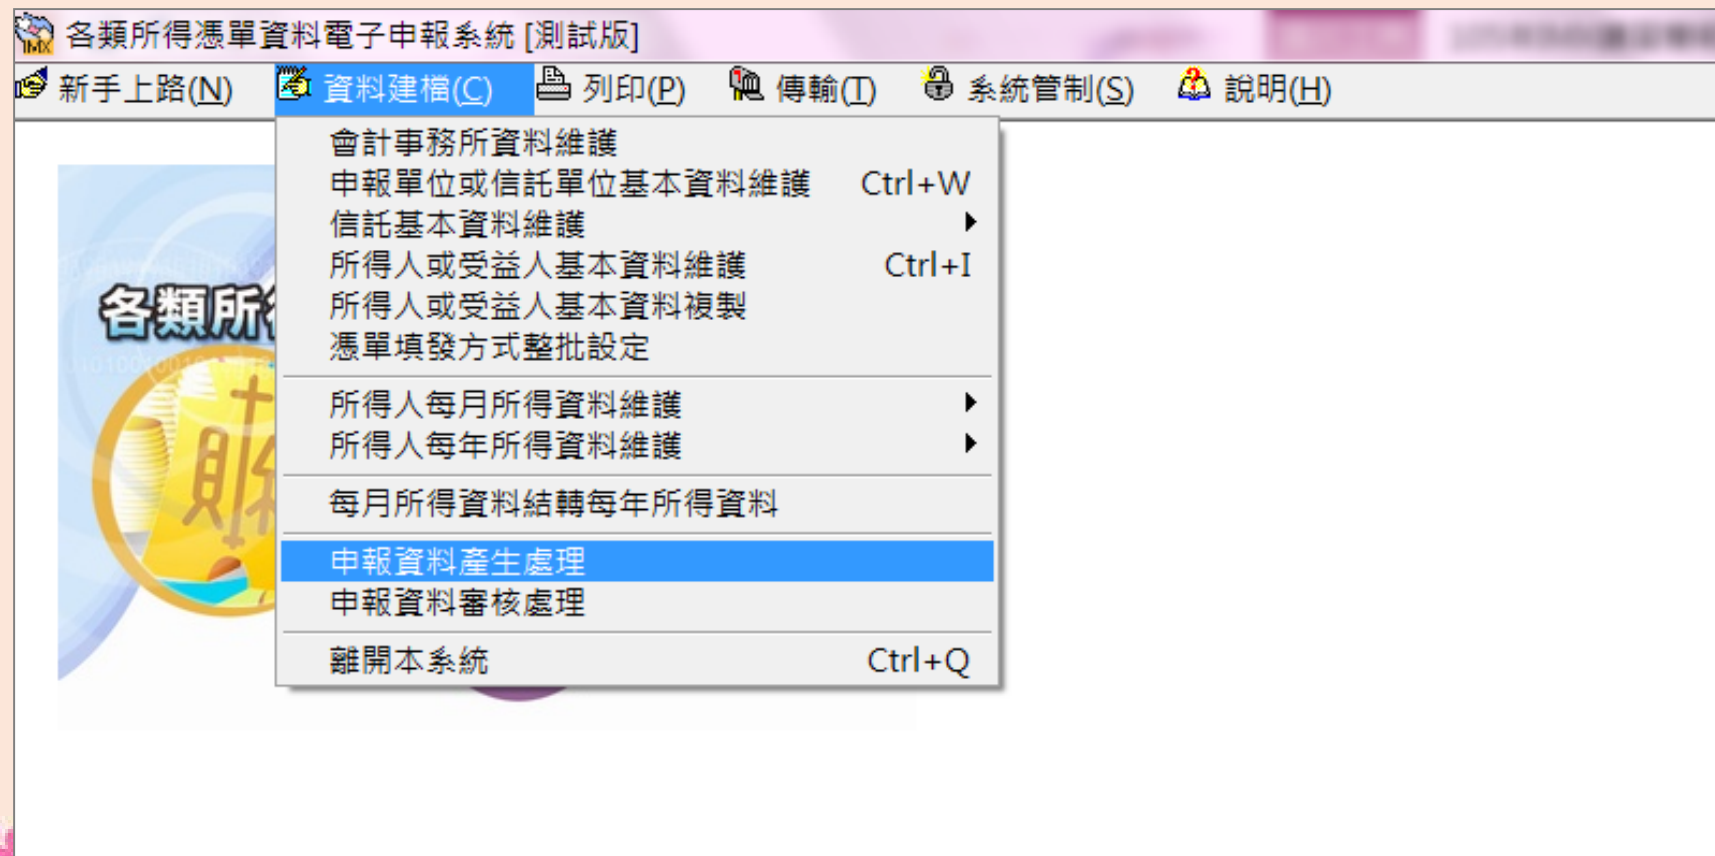 各類所得憑單資料電子申報系統 [測試版]
新手上路(N) 資料建檔(C) 列印(P) 傳輸(T) 系統管制(S) 說明(H)
會計事務所資料維護
申報單位或信託單位基本資料維護 Ctrl+W
信託基本資料維護
所得人或受益人基本資料維護 Ctrl+I
所得人或受益人基本資料複製
憑單填發方式整批設定
所得人每月所得資料維護
所得人每年所得資料維護
每月所得資料結轉每年所得資料
申報資料產生處理
申報資料審核處理
離開本系統 Ctrl+Q
各類所